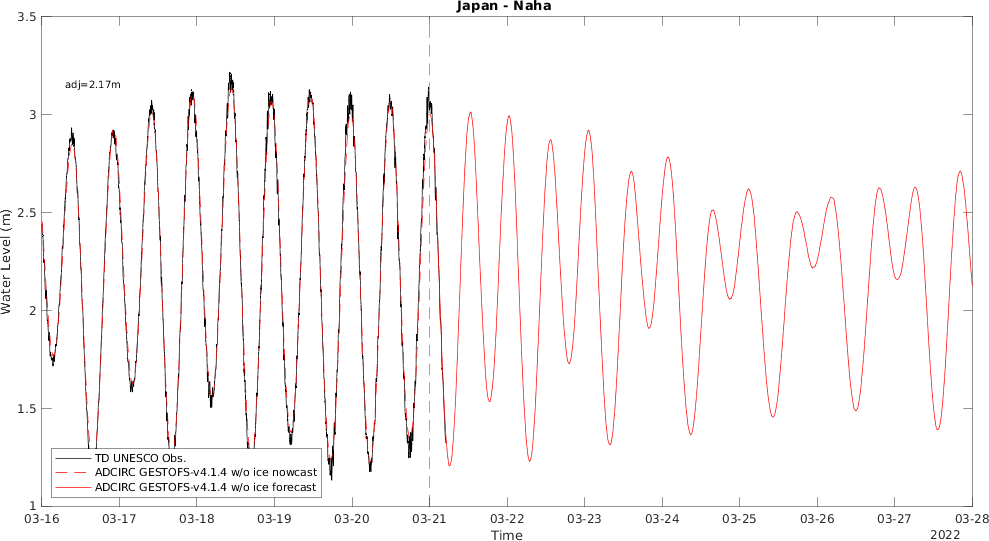 Japan - Naha
3.5
adj=2.17m
3
2.5
Water Level (m)
2
1.5
TD UNESCO Obs.
ADCIRC GESTOFS-v4.1.4 w/o ice nowcast
ADCIRC GESTOFS-v4.1.4 w/o ice forecast
1
03-16 03-17 03-18 03-19 03-20 03-21 03-22 03-23 03-24 03-25 03-26 03-27 03-28
Time
2022